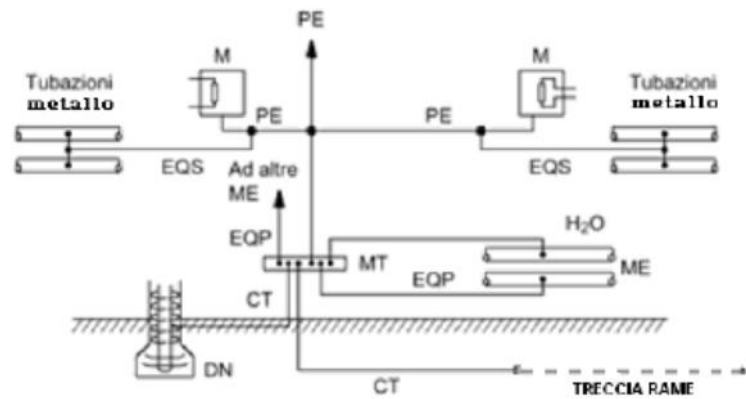 PE
M
M
Tubazioni
metallo
Tubazioni
metallo
PE
PE
EQS
Ad altre
ME
EQS
EQP
H₂O
MT
ME
EQP
CT
DN
CT
TRECCIA RAME